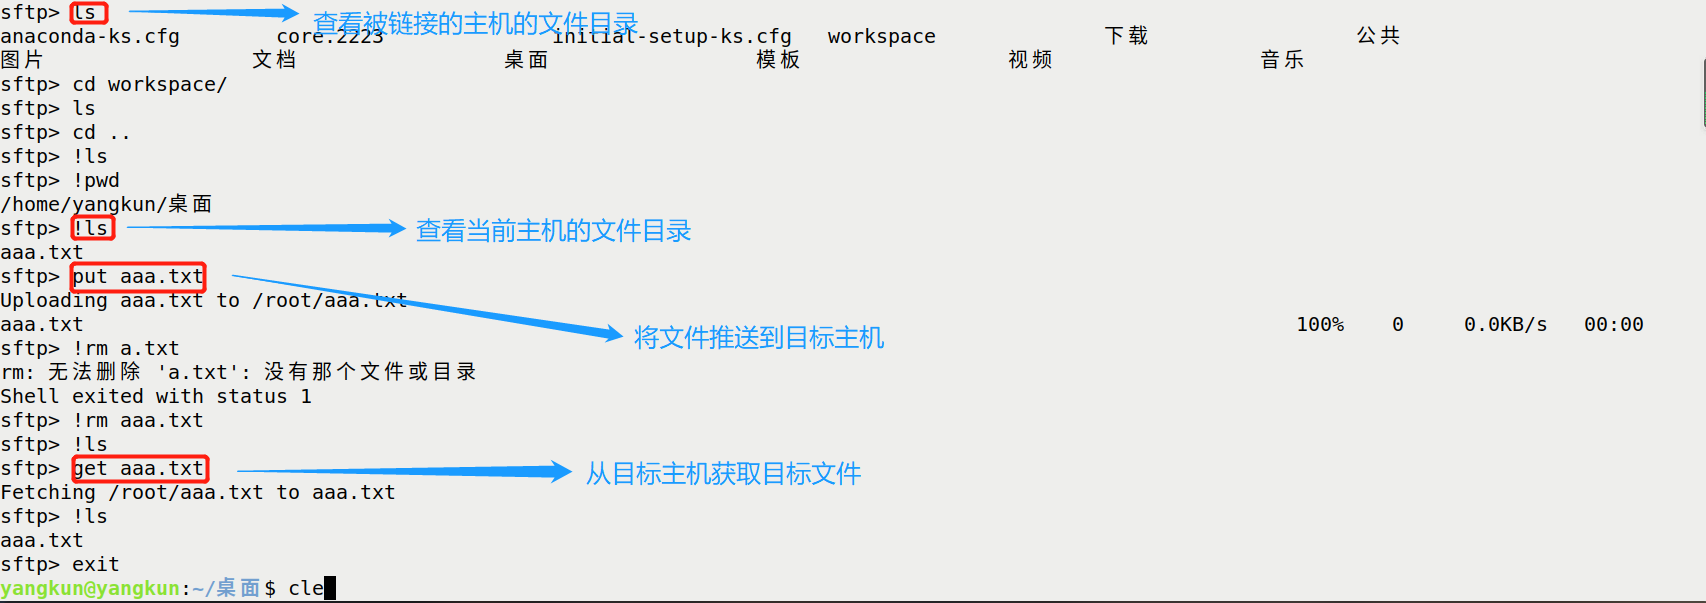 sftp> ls
查看被链接的主机的文件目录
anaconda-ks.cfg core.2223 initial-setup-ks.cfg workspace 下载 公共
图片 文档 桌面 模板 视频 音乐
sftp> cd workspace/
sftp> ls
sftp> cd ..
sftp> !ls
sftp> !pwd
/home/yangkun/桌面
sftp> !ls
查看当前主机的文件目录
aaa.txt
sftp> put aaa.txt
Uploading aaa.txt to /root/aaa.txt
aaa.txt 100% 0 0.0KB/s 00:00
将文件推送到目标主机
sftp> !rm a.txt
rm: 无法删除 'a.txt': 没有那个文件或目录
Shell exited with status 1
sftp> !rm aaa.txt
sftp> !ls
sftp> get aaa.txt
从目标主机获取目标文件
Fetching /root/aaa.txt to aaa.txt
sftp> !ls
aaa.txt
sftp> exit
yangkun@yangkun:~/桌面$ cle